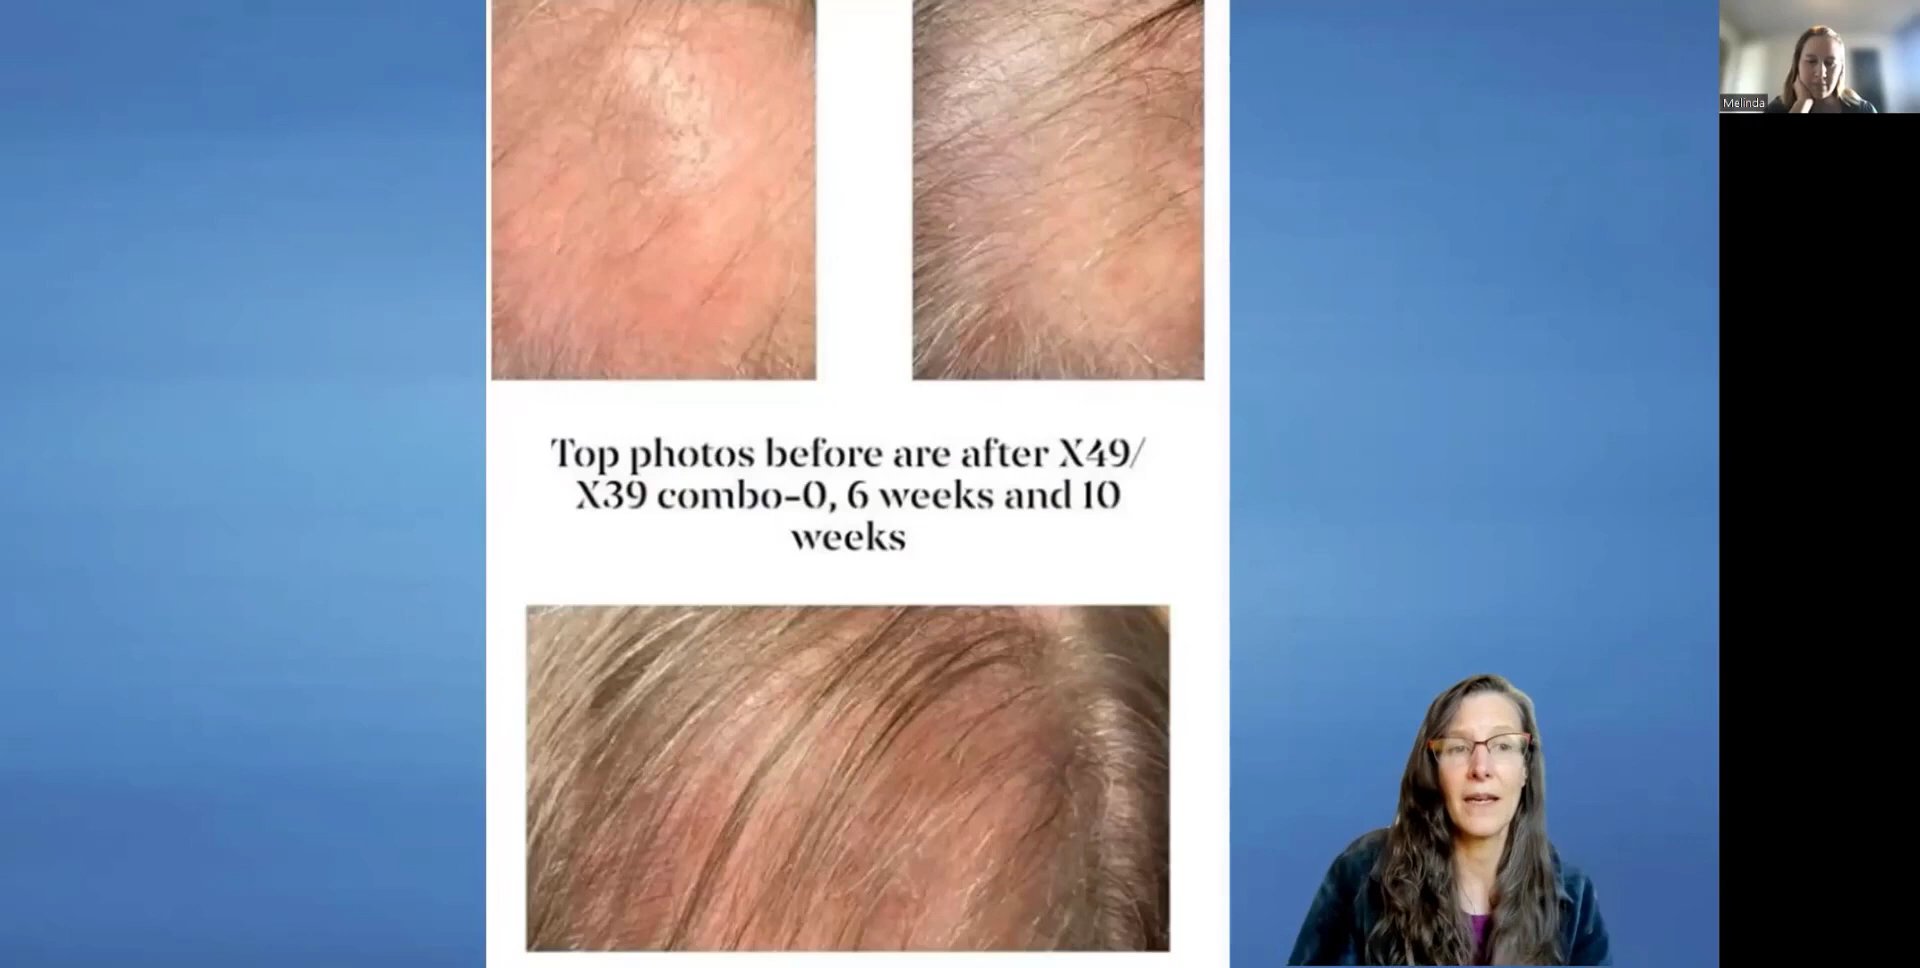 Melinda
Top photos before are after X49/
X39 combo-0, 6 weeks and 10
weeks